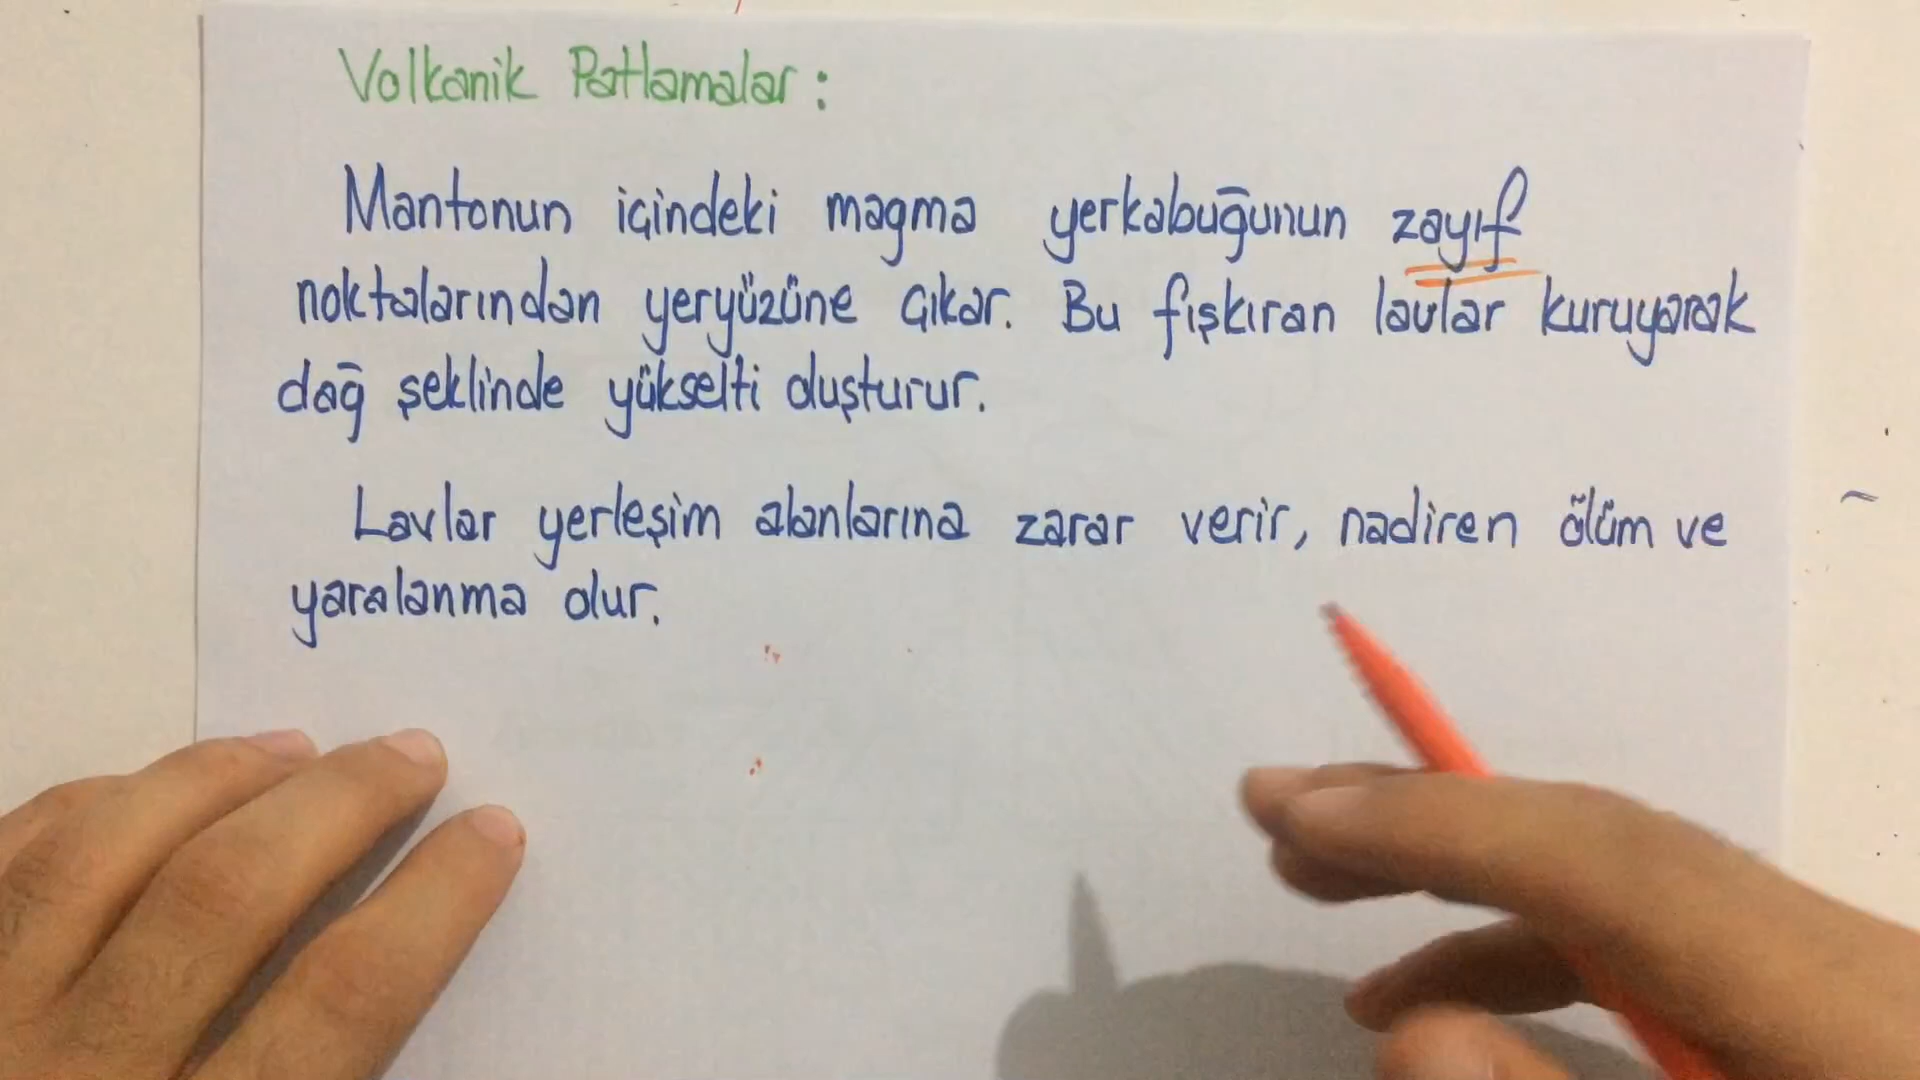 Volkanik Patlamalar:
Mantonun içindeki magma yerkabuğunun zayıf
noktalarından yeryüzüne çıkar. Bu fışkıran lavlar kuruyarak
dağ şeklinde yükselti oluşturur.
Lavlar yerleşim alanlarına zarar verir, nadiren ölüm ve
yaralanma olur.